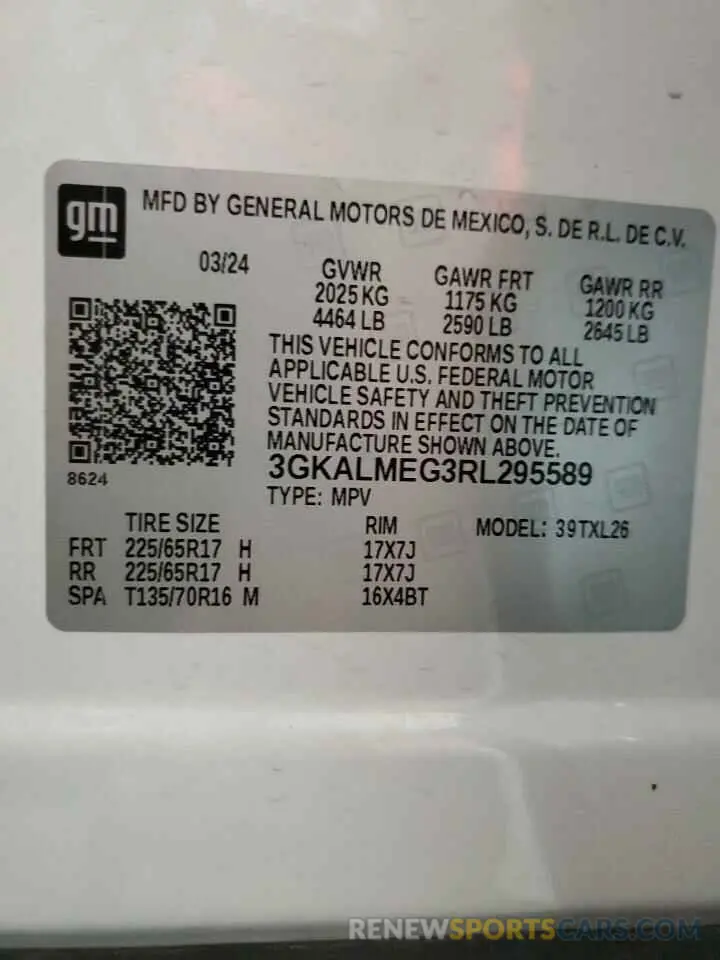 gm
MFD BY GENERAL MOTORS DE MEXICO, S. DE R.L. DE C.V.
03/24
GVWR GAWR FRT GAWR RR
2025 KG 1175 KG 1200 KG
4464 LB 2590 LB 2645 LB
THIS VEHICLE CONFORMS TO ALL
APPLICABLE U.S. FEDERAL MOTOR
VEHICLE SAFETY AND THEFT PREVENTION
STANDARDS IN EFFECT ON THE DATE OF
MANUFACTURE SHOWN ABOVE.
8624
3GKALMEG3RL295589
TYPE: MPV
TIRE SIZE RIM MODEL: 39TXL26
FRT 225/65R17 H 17X7J
RR 225/65R17 H 17X7J
SPA T135/70R16 M 16X4BT
RENEWSPORTSCARS.COM